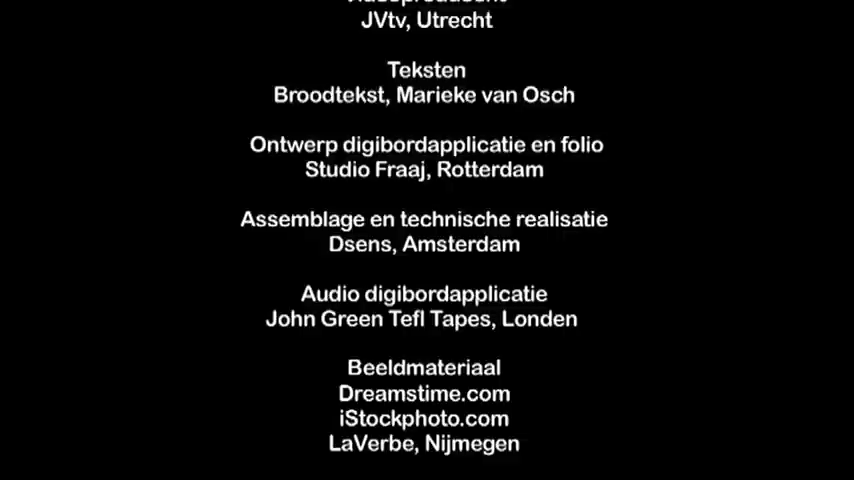 JVtv, Utrecht
Teksten
Broodtekst, Marieke van Osch
Ontwerp digibordapplicatie en folio
Studio Fraaj, Rotterdam
Assemblage en technische realisatie
Dsens, Amsterdam
Audio digibordapplicatie
John Green Tefl Tapes, Londen
Beeldmateriaal
Dreamstime.com
iStockphoto.com
LaVerbe, Nijmegen